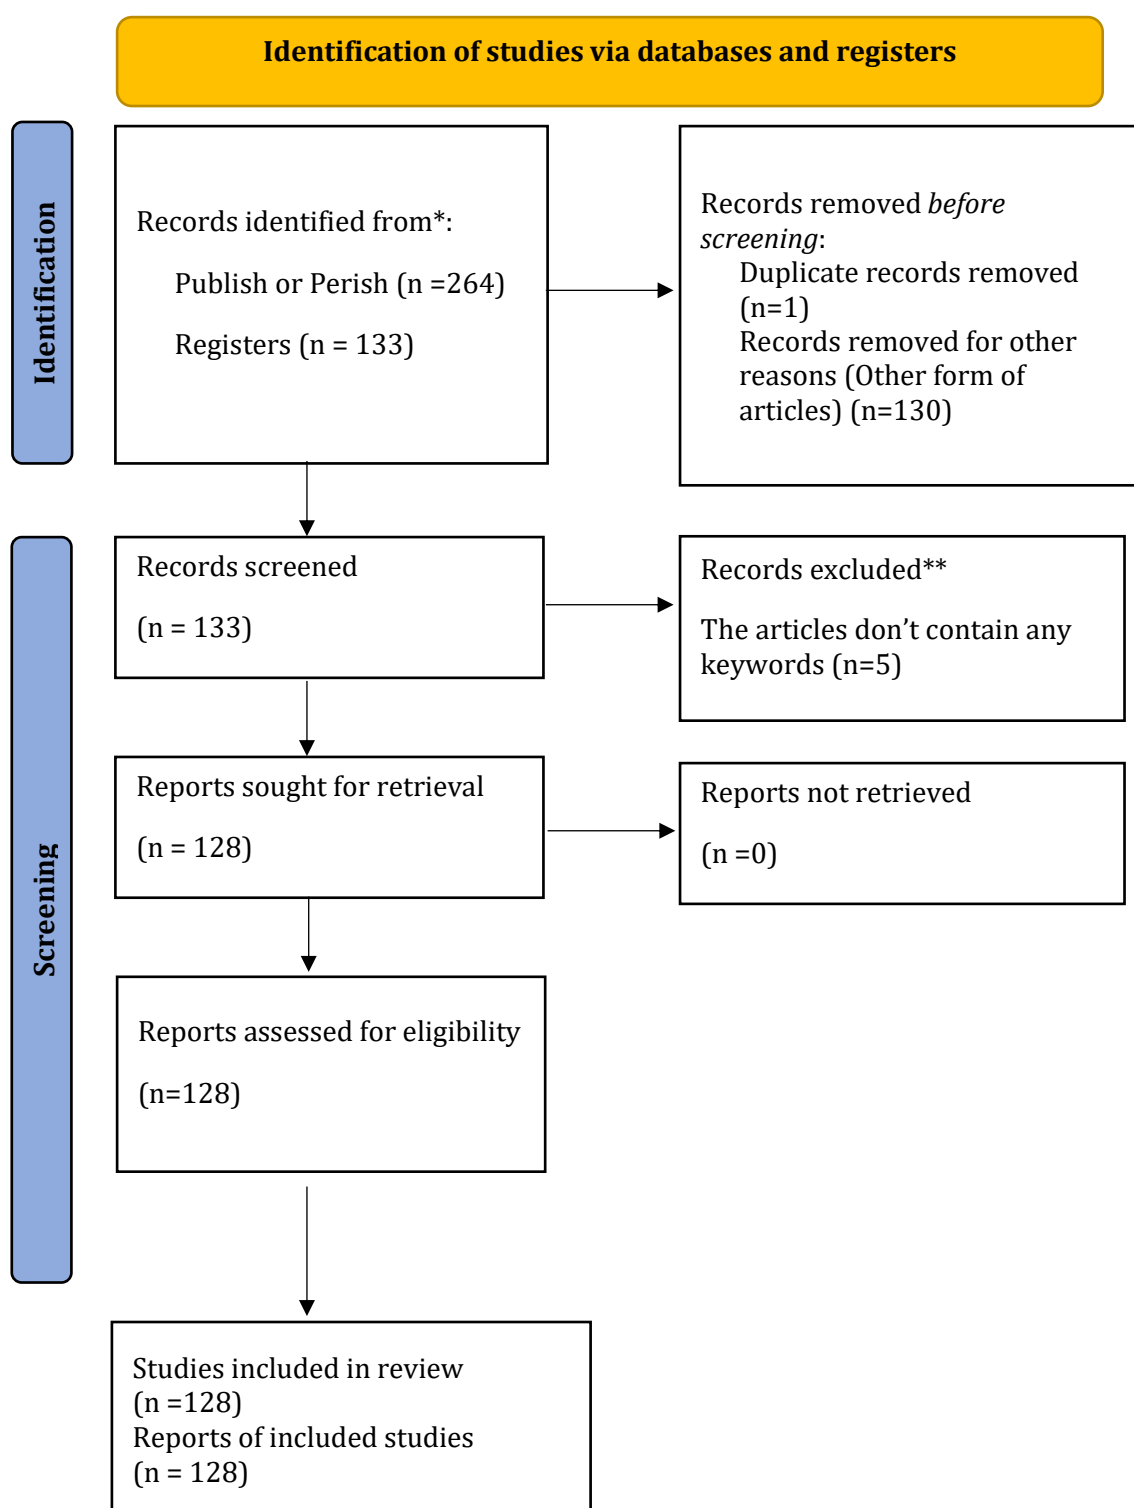 Identification of studies via databases and registers
Identification
Records identified from*:
Publish or Perish (n =264)
Registers (n = 133)
Records removed before
screening:
Duplicate records removed
(n=1)
Records removed for other
reasons (Other form of
articles) (n=130)
Screening
Records screened
(n = 133)
Records excluded**
The articles don’t contain any
keywords (n=5)
Reports sought for retrieval
(n = 128)
Reports not retrieved
(n =0)
Reports assessed for eligibility
(n=128)
Studies included in review
(n =128)
Reports of included studies
(n = 128)